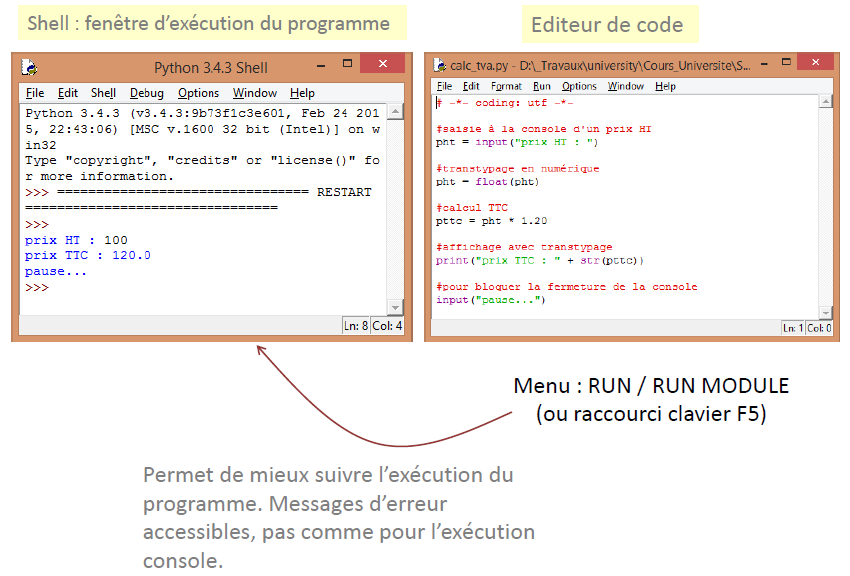 Shell : fenêtre d’exécution du programme
Editeur de code
Python 3.4.3 Shell
File Edit Shell Debug Options Window Help
Python 3.4.3 (v3.4.3:9b73f1c3e601, Feb 24 201
5, 22:43:06) [MSC v.1600 32 bit (Intel)] on w
in32
Type "copyright", "credits" or "license()" fo
r more information.
>>> ================================ RESTART
================================
>>>
prix HT : 100
prix TTC : 120.0
pause...
>>>
Ln: 8 Col: 4
calc_tva.py - D:\_Travaux\university\Cours_Universite\S...
File Edit Format Run Options Window Help
# -*- coding: utf -*-
#saisie à la console d'un prix HT
pht = input("prix HT : ")
#transtypage en numérique
pht = float(pht)
#calcul TTC
pttc = pht * 1.20
#affichage avec transtypage
print("prix TTC : " + str(pttc))
#pour bloquer la fermeture de la console
input("pause...")
Ln: 1 Col: 0
Menu : RUN / RUN MODULE
(ou raccourci clavier F5)
Permet de mieux suivre l’exécution du
programme. Messages d’erreur
accessibles, pas comme pour l’exécution
console.